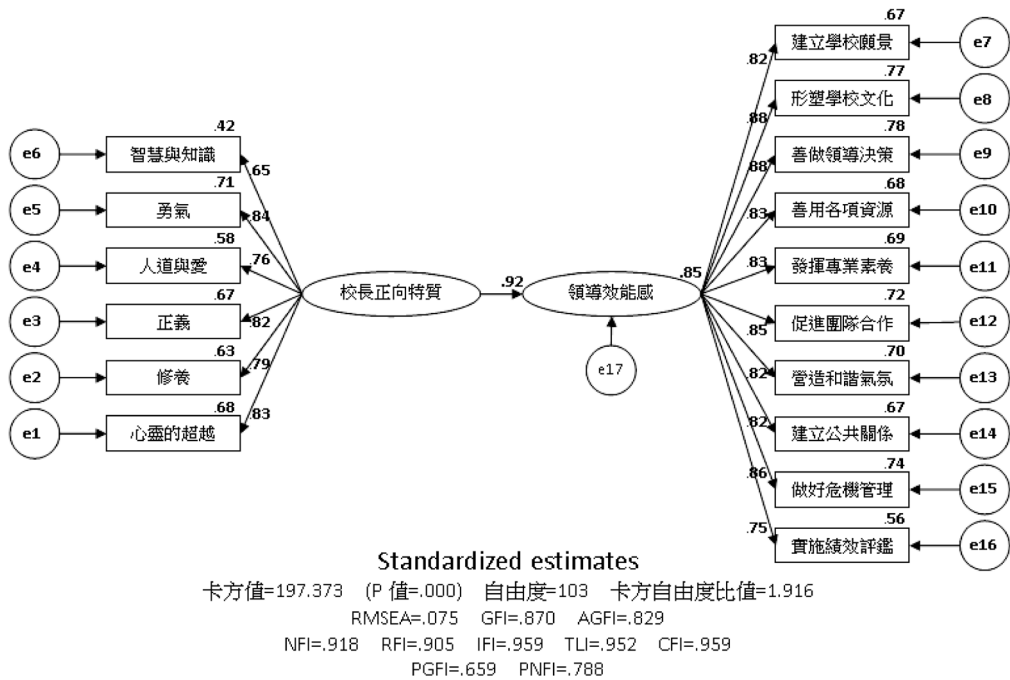 .67
建立學校願景
e7
.82
.77
形塑學校文化
e8
.88
.78
善做領導決策
e9
.88
.68
善用各項資源
e10
.83
.69
發揮專業素養
e11
.83
.72
促進團隊合作
e12
.85
.70
營造和諧氣氛
e13
.82
.67
建立公共關係
e14
.82
.74
做好危機管理
e15
.86
.56
實施績效評鑑
e16
.75
.42
e6
智慧與知識
.65
.71
e5
勇氣
.84
.58
e4
人道與愛
.76
.67
e3
正義
.82
.63
e2
修養
.79
.68
e1
心靈的超越
.83
校長正向特質
.92
領導效能感
.85
e17
Standardized estimates
卡方值=197.373 (P 值=.000) 自由度=103 卡方自由度比值=1.916
RMSEA=.075 GFI=.870 AGFI=.829
NFI=.918 RFI=.905 IFI=.959 TLI=.952 CFI=.959
PGFI=.659 PNFI=.788